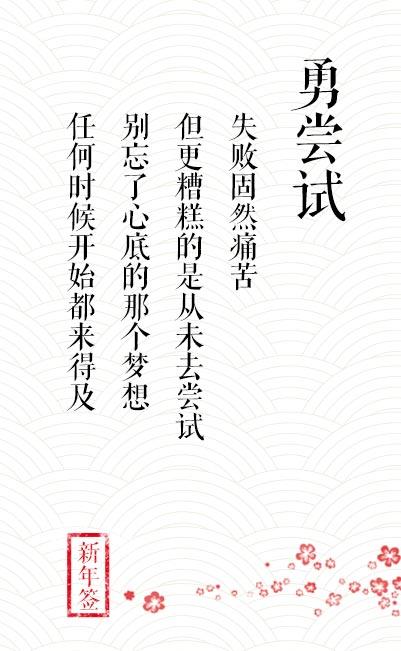 勇尝试
失败固然痛苦
但更糟糕的是从未去尝试
别忘了心底的那个梦想
任何时候开始都来得及
新年签